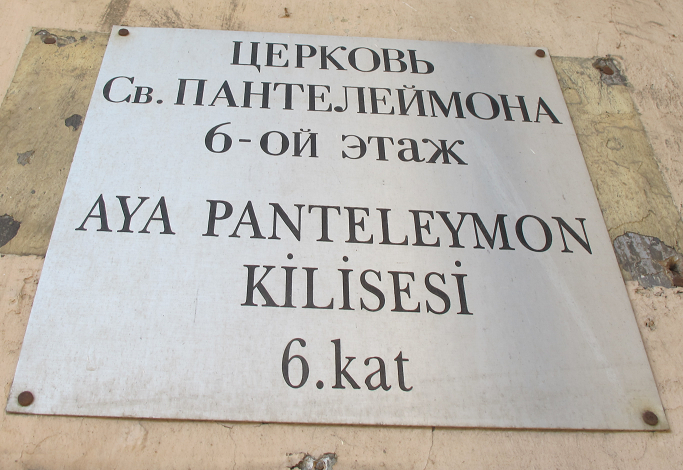 ЦЕРКОВЬ
Св. ПАНТЕЛЕЙМОНА
6-ОЙ ЭТАЖ
AYA PANTELEYMON
KİLİSESİ
6.kat